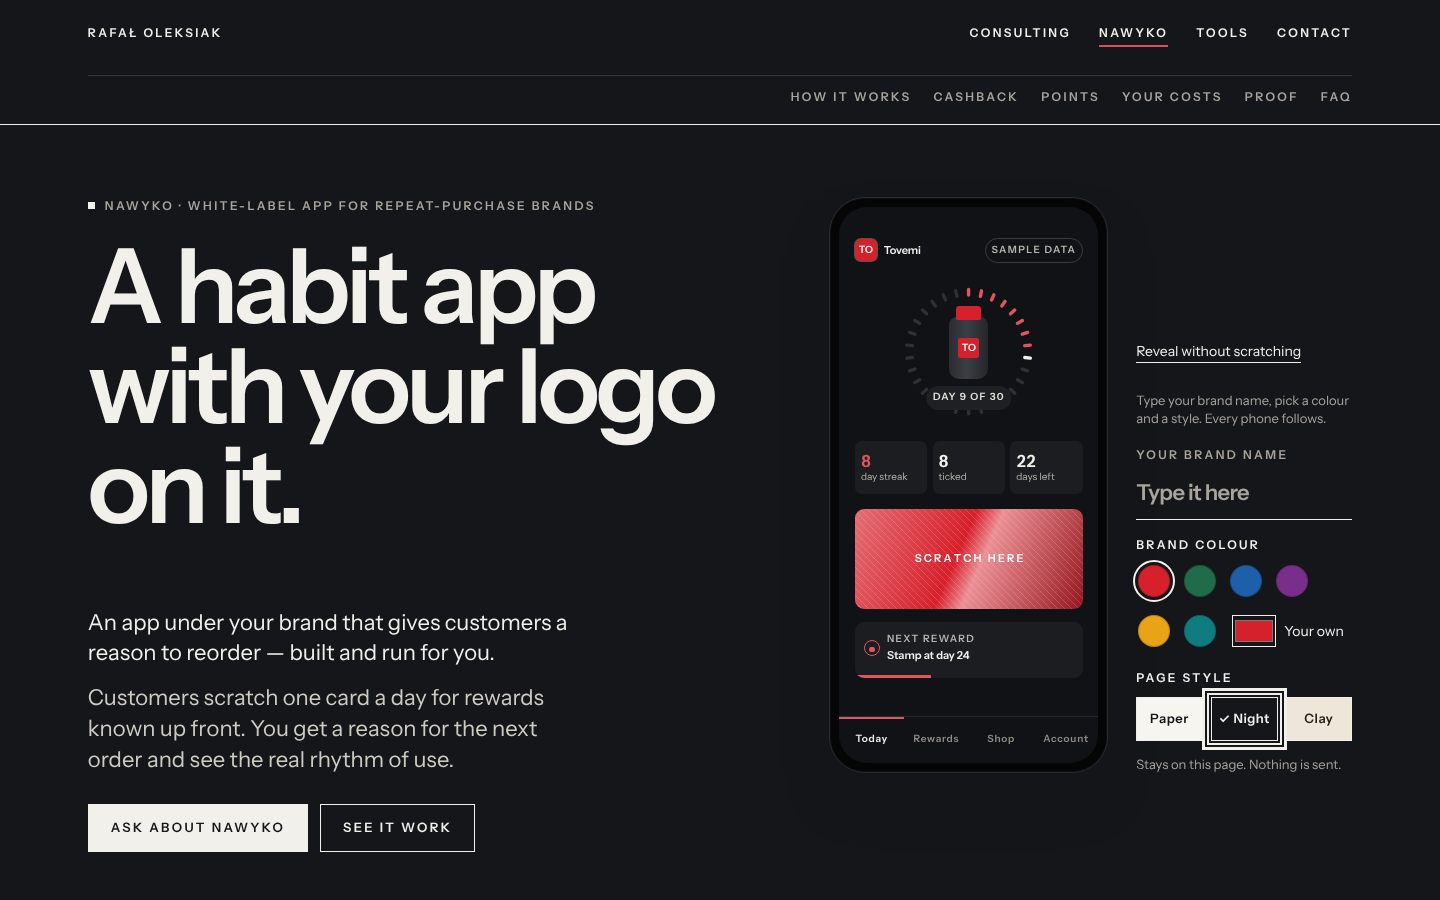 RAFAŁ OLEKSIAK
CONSULTING NAWYKO TOOLS CONTACT
HOW IT WORKS CASHBACK POINTS YOUR COSTS PROOF FAQ
NAWYKO · WHITE-LABEL APP FOR REPEAT-PURCHASE BRANDS
A habit app
with your logo
on it.
An app under your brand that gives customers a
reason to reorder — built and run for you.
Customers scratch one card a day for rewards
known up front. You get a reason for the next
order and see the real rhythm of use.
ASK ABOUT NAWYKO SEE IT WORK
TO Tovemi SAMPLE DATA
TO
DAY 9 OF 30
8 8 22
day streak ticked days left
SCRATCH HERE
NEXT REWARD
Stamp at day 24
Today Rewards Shop Account
Reveal without scratching
Type your brand name, pick a colour
and a style. Every phone follows.
YOUR BRAND NAME
Type it here
BRAND COLOUR
Your own
PAGE STYLE
Paper ✓ Night Clay
Stays on this page. Nothing is sent.